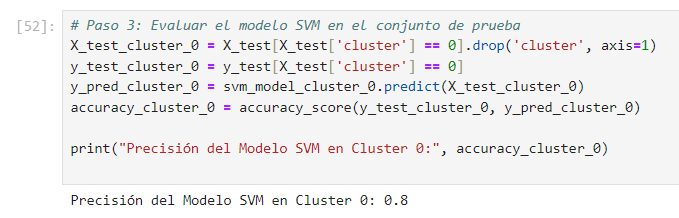 [52]: # Paso 3: Evaluar el modelo SVM en el conjunto de prueba
X_test_cluster_0 = X_test[X_test['cluster'] == 0].drop('cluster', axis=1)
y_test_cluster_0 = y_test[X_test['cluster'] == 0]
y_pred_cluster_0 = svm_model_cluster_0.predict(X_test_cluster_0)
accuracy_cluster_0 = accuracy_score(y_test_cluster_0, y_pred_cluster_0)
print("Precisión del Modelo SVM en Cluster 0:", accuracy_cluster_0)
Precisión del Modelo SVM en Cluster 0: 0.8